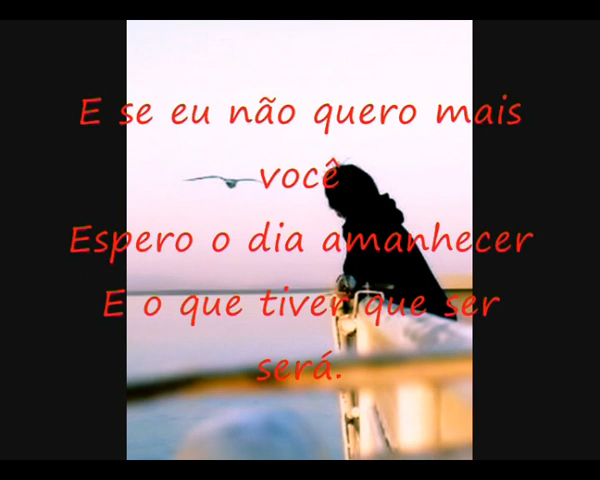 E se eu não quero mais
você
Espero o dia amanhecer
E o que tiver que ser
será.